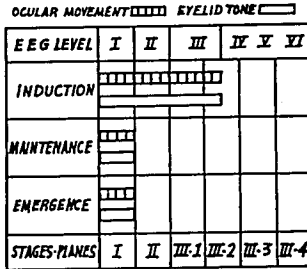 OCULAR MOVEMENT EYELID TONE
EEG LEVEL I II III IV V VI
INDUCTION
MAINTENANCE
EMERGENCE
STAGES-PLANES I II III-1 III-2 III-3 III-4